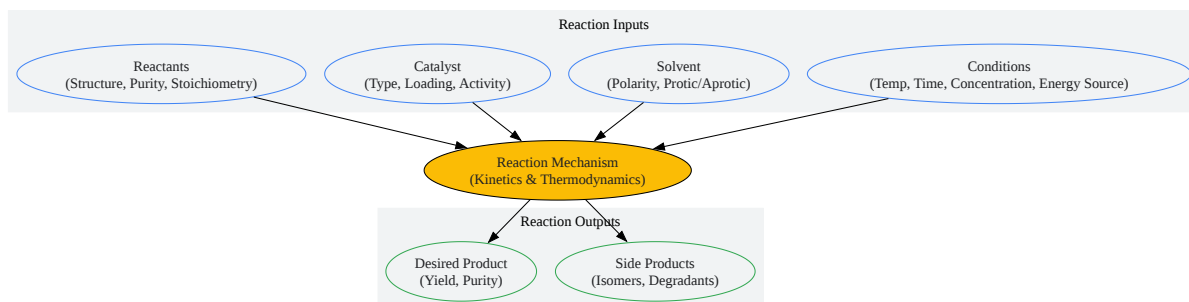 Reaction Inputs
Reactants
(Structure, Purity, Stoichiometry)
Catalyst
(Type, Loading, Activity)
Solvent
(Polarity, Protic/Aprotic)
Conditions
(Temp, Time, Concentration, Energy Source)
Reaction Mechanism
(Kinetics & Thermodynamics)
Reaction Outputs
Desired Product
(Yield, Purity)
Side Products
(Isomers, Degradants)